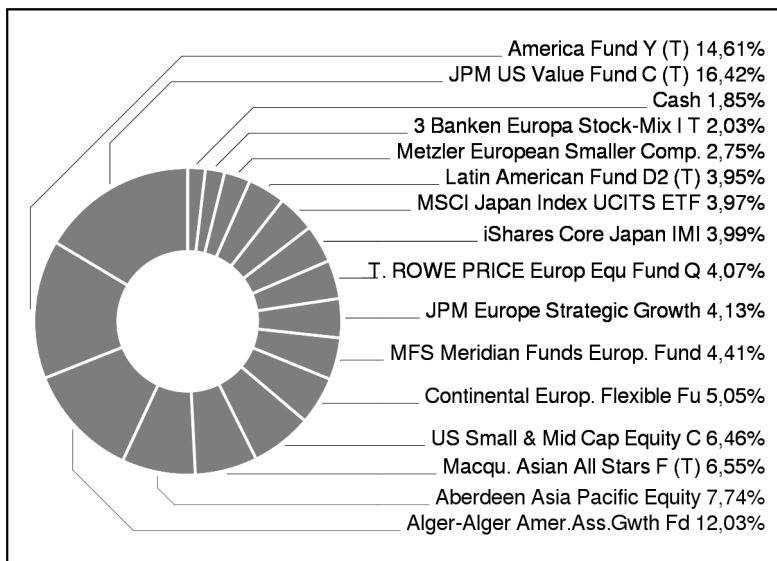 America Fund Y (T) 14,61%
JPM US Value Fund C (T) 16,42%
Cash 1,85%
3 Banken Europa Stock-Mix I T 2,03%
Metzler European Smaller Comp. 2,75%
Latin American Fund D2 (T) 3,95%
MSCI Japan Index UCITS ETF 3,97%
iShares Core Japan IMI 3,99%
T. ROWE PRICE Europ Equ Fund Q 4,07%
JPM Europe Strategic Growth 4,13%
MFS Meridian Funds Europ. Fund 4,41%
Continental Europ. Flexible Fu 5,05%
US Small & Mid Cap Equity C 6,46%
Macqu. Asian All Stars F (T) 6,55%
Aberdeen Asia Pacific Equity 7,74%
Alger-Alger Amer.Ass.Gwth Fd 12,03%